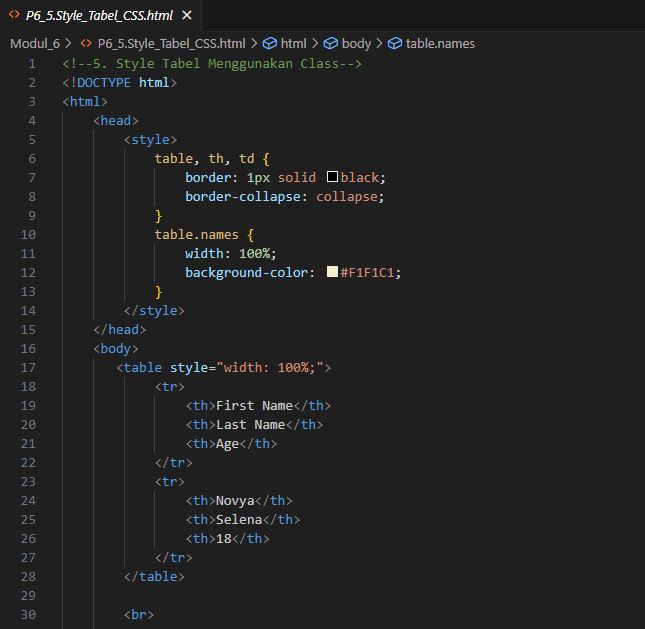 P6_5.Style_Tabel_CSS.html
Modul_6 > P6_5.Style_Tabel_CSS.html > html > body > table.names
1 <!--5. Style Tabel Menggunakan Class-->
2 <!DOCTYPE html>
3 <html>
4 <head>
5 <style>
6 table, th, td {
7 border: 1px solid black;
8 border-collapse: collapse;
9 }
10 table.names {
11 width: 100%;
12 background-color: #F1F1C1;
13 }
14 </style>
15 </head>
16 <body>
17 <table style="width: 100%;">
18 <tr>
19 <th>First Name</th>
20 <th>Last Name</th>
21 <th>Age</th>
22 </tr>
23 <tr>
24 <th>Novya</th>
25 <th>Selena</th>
26 <th>18</th>
27 </tr>
28 </table>
29
30 <br>